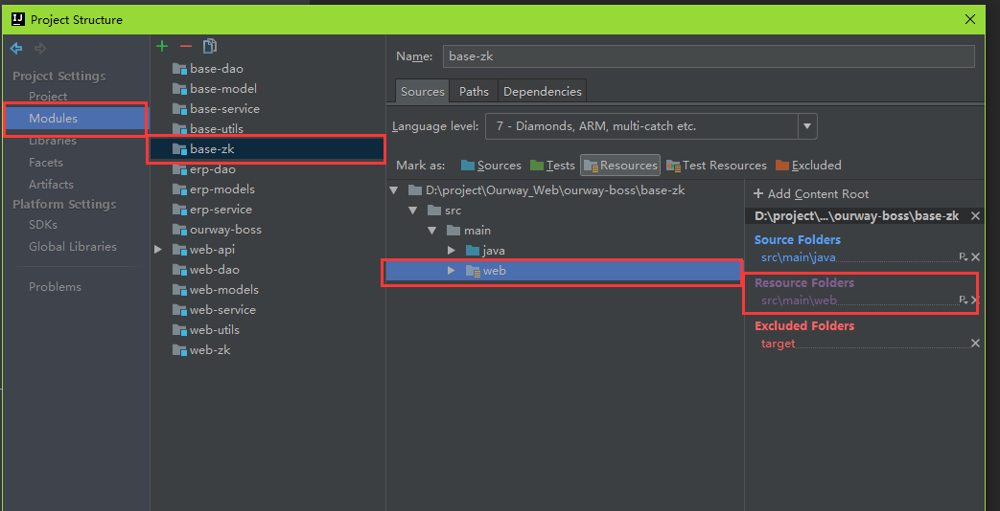 IJ Project Structure
Project Settings
Project
Modules
Libraries
Facets
Artifacts
Platform Settings
SDKs
Global Libraries
Problems
base-dao
base-model
base-service
base-utils
base-zk
erp-dao
erp-models
erp-service
ourway-boss
web-api
web-dao
web-models
web-service
web-utils
web-zk
Name: base-zk
Sources Paths Dependencies
Language level: 7 - Diamonds, ARM, multi-catch etc.
Mark as: Sources Tests Resources Test Resources Excluded
D:\project\Ourway_Web\ourway-boss\base-zk
src
main
java
web
+ Add Content Root
D:\project\...\ourway-boss\base-zk
Source Folders
src\main\java
Resource Folders
src\main\web
Excluded Folders
target